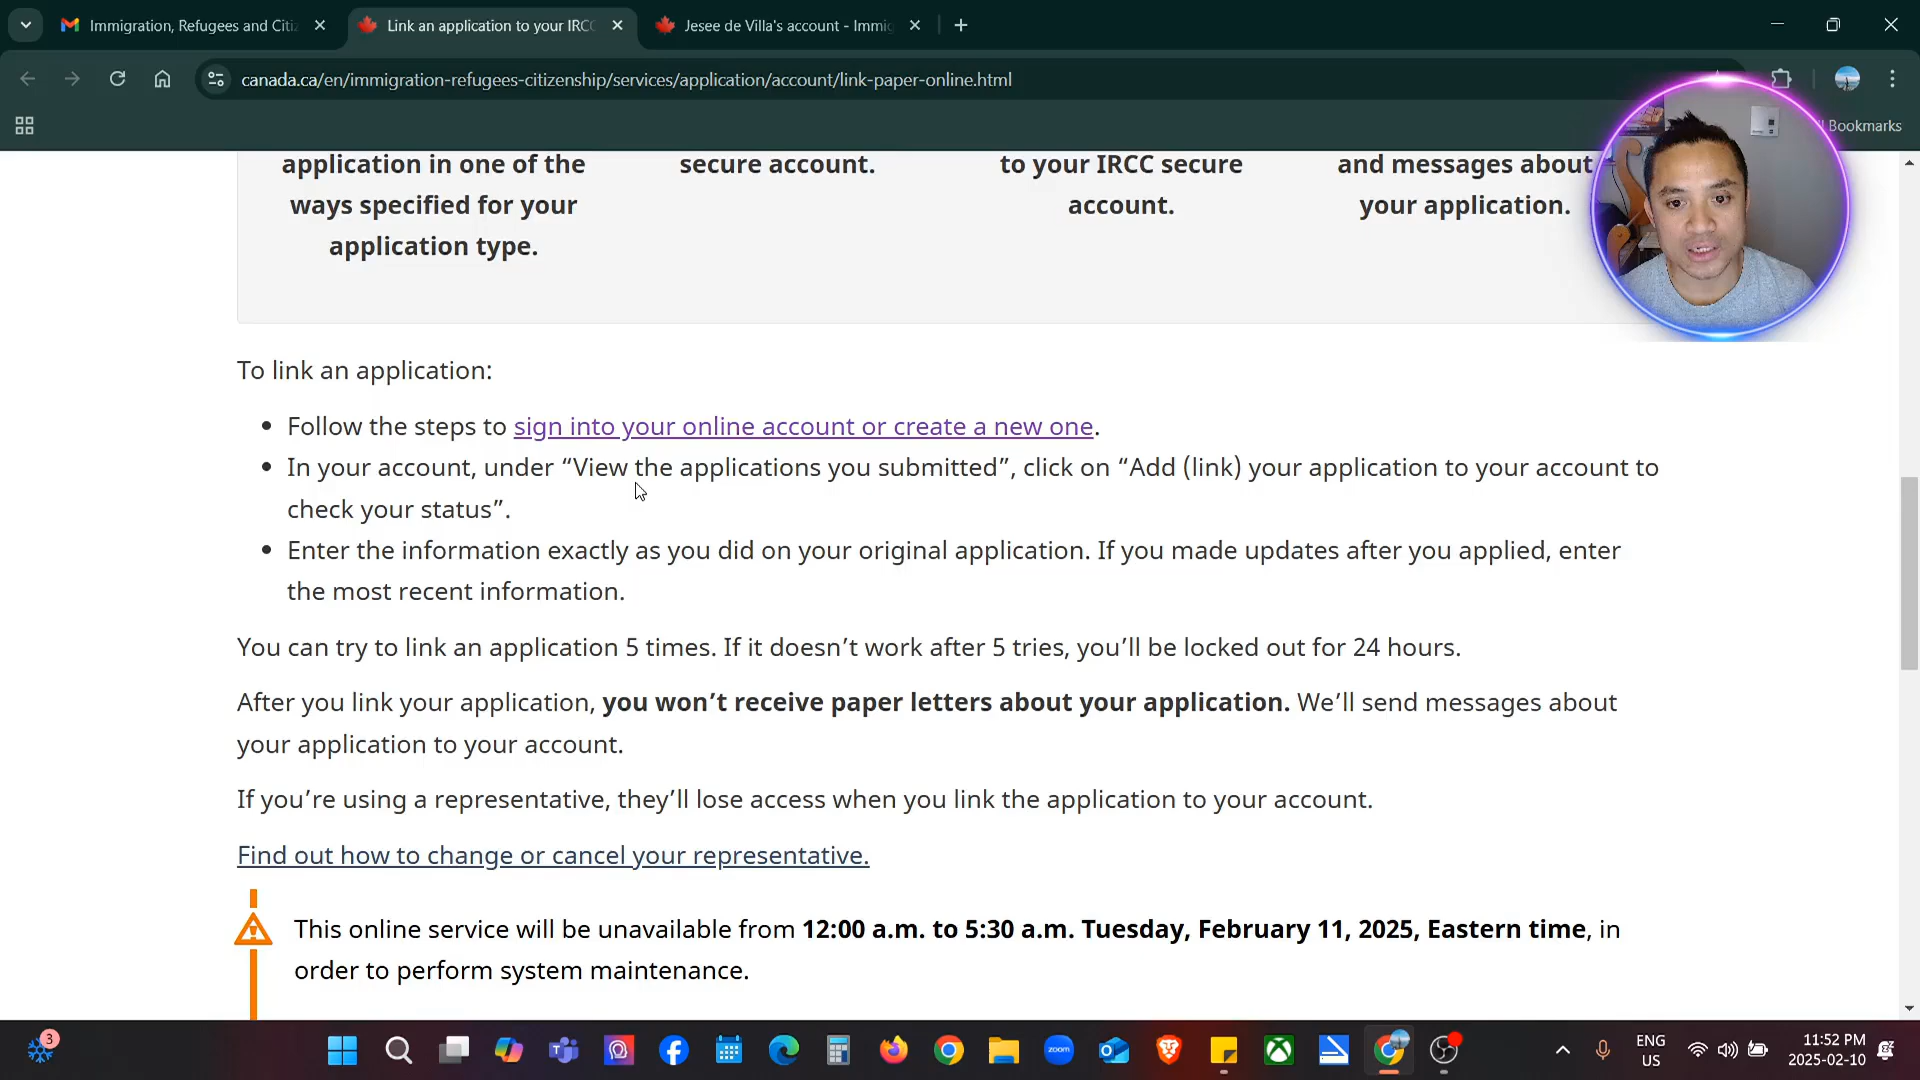 Immigration, Refugees and Citiz
Link an application to your IRCC
Jesee de Villa's account - Immig
canada.ca/en/immigration-refugees-citizenship/services/application/account/link-paper-online.html
Bookmarks
application in one of the
ways specified for your
application type.
secure account.
to your IRCC secure
account.
and messages about
your application.
To link an application:
Follow the steps to sign into your online account or create a new one.
In your account, under “View the applications you submitted”, click on “Add (link) your application to your account to
check your status”.
Enter the information exactly as you did on your original application. If you made updates after you applied, enter
the most recent information.
You can try to link an application 5 times. If it doesn’t work after 5 tries, you’ll be locked out for 24 hours.
After you link your application, you won’t receive paper letters about your application. We’ll send messages about
your application to your account.
If you’re using a representative, they’ll lose access when you link the application to your account.
Find out how to change or cancel your representative.
This online service will be unavailable from 12:00 a.m. to 5:30 a.m. Tuesday, February 11, 2025, Eastern time, in
order to perform system maintenance.
3
zoom
ENG
US
11:52 PM
2025-02-10